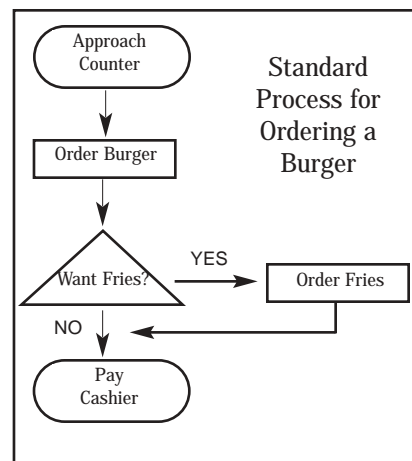 Approach
Counter
Standard
Process for
Ordering a
Burger
Order Burger
Want Fries?
YES
Order Fries
NO
Pay
Cashier